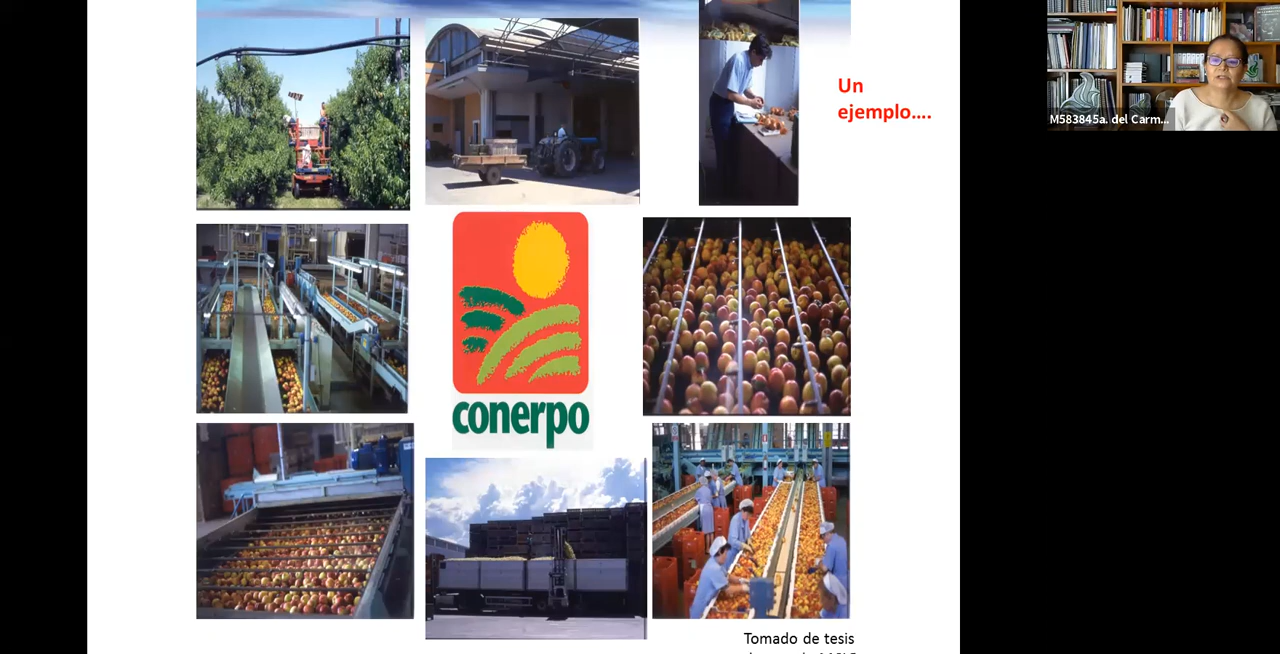 Un
ejemplo....
M583845a. del Carm...
conerpo
Tomado de tesis